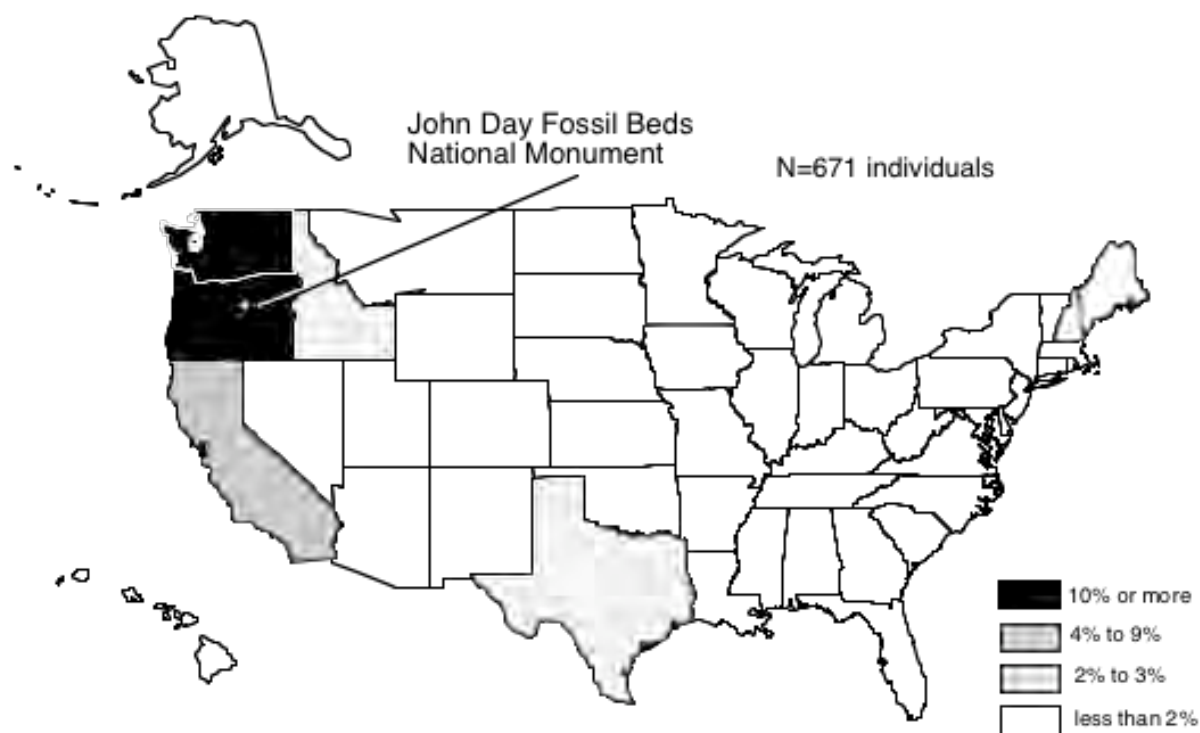 John Day Fossil Beds
National Monument
N=671 individuals
10% or more
4% to 9%
2% to 3%
less than 2%